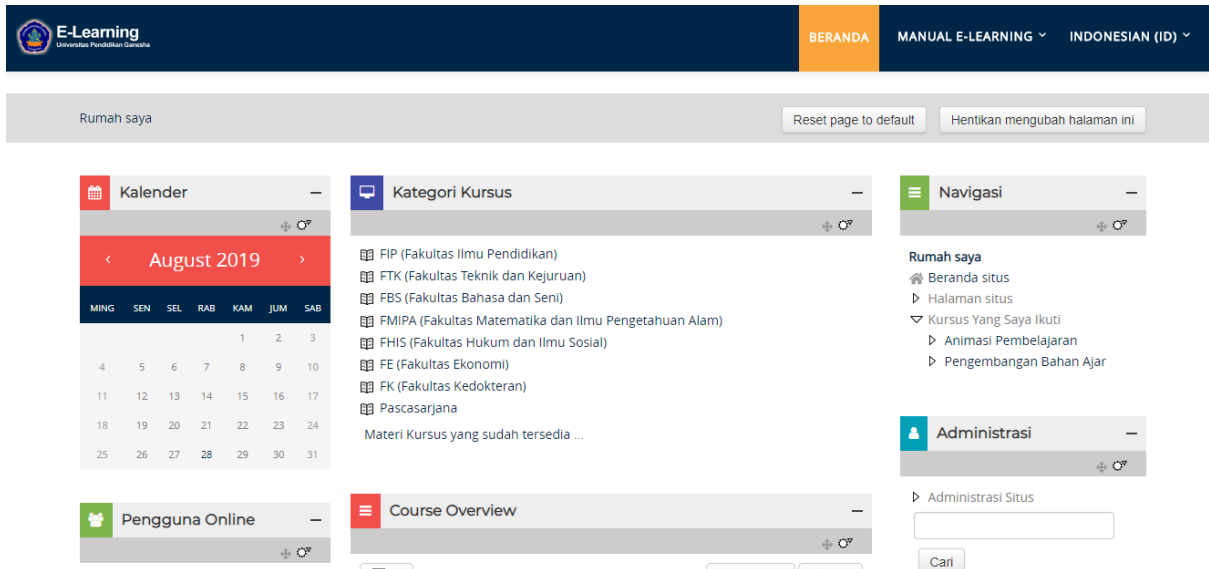 E-Learning
Universitas Pendidikan Ganesha
BERANDA
MANUAL E-LEARNING
INDONESIAN (ID)
Rumah saya
Reset page to default
Hentikan mengubah halaman ini
Kalender
August 2019
MING SEN SEL RAB KAM JUM SAB
1 2 3
4 5 6 7 8 9 10
11 12 13 14 15 16 17
18 19 20 21 22 23 24
25 26 27 28 29 30 31
Pengguna Online
Kategori Kursus
FIP (Fakultas Ilmu Pendidikan)
FTK (Fakultas Teknik dan Kejuruan)
FBS (Fakultas Bahasa dan Seni)
FMIPA (Fakultas Matematika dan Ilmu Pengetahuan Alam)
FHIS (Fakultas Hukum dan Ilmu Sosial)
FE (Fakultas Ekonomi)
FK (Fakultas Kedokteran)
Pascasarjana
Materi Kursus yang sudah tersedia ...
Course Overview
Navigasi
Rumah saya
Beranda situs
Halaman situs
Kursus Yang Saya Ikuti
Animasi Pembelajaran
Pengembangan Bahan Ajar
Administrasi
Administrasi Situs
Cari